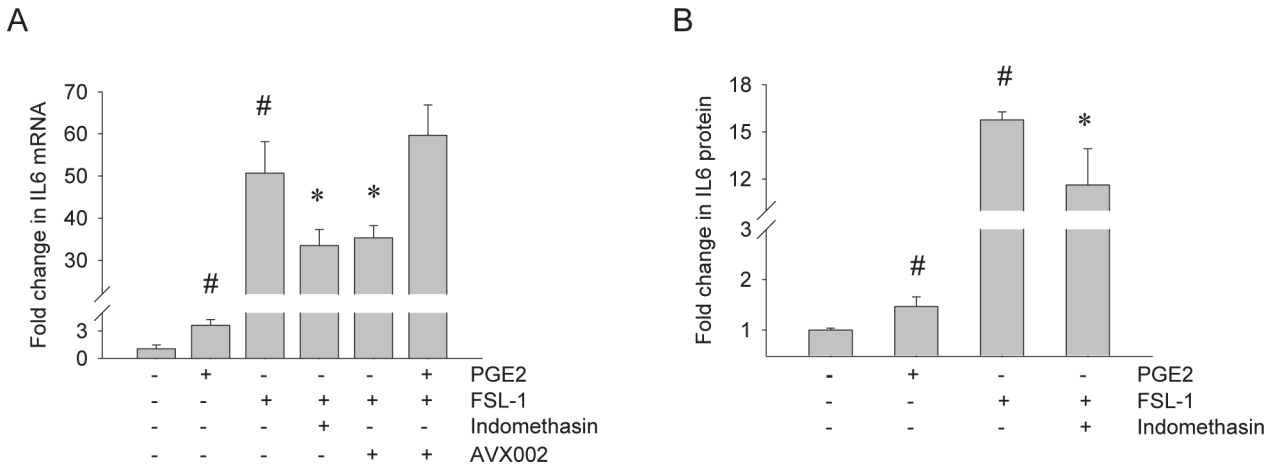 A
Fold change in IL6 mRNA
70
60
50
40
30
3
0
#
#
*
*
- + - - - + PGE2
- - + + + + FSL-1
- - - + - - Indomethasin
- - - - + + AVX002
B
Fold change in IL6 protein
18
15
12
3
2
1
#
#
*
- + - - PGE2
- - + + FSL-1
- - - + Indomethasin